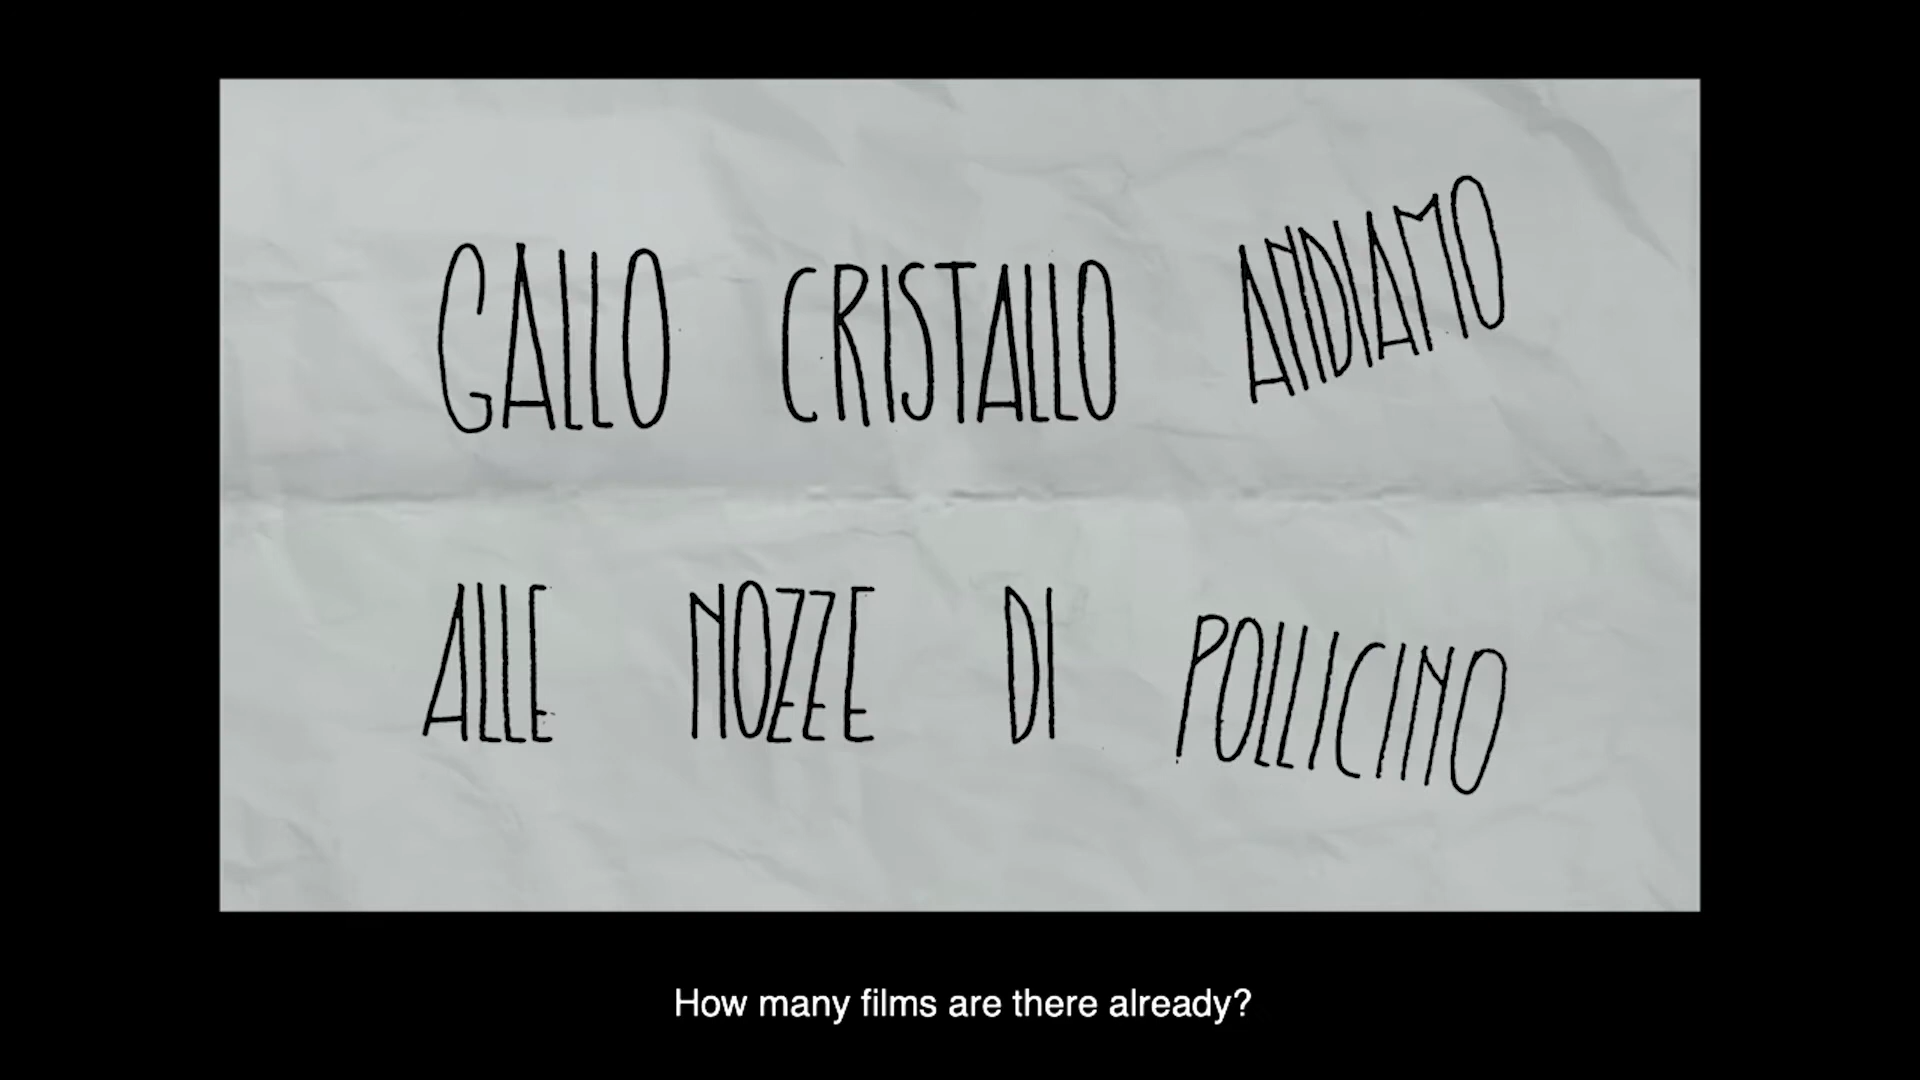 GALLO CRISTALLO ANDIAMO
ALLE NOZZE DI POLLICINO
How many films are there already?